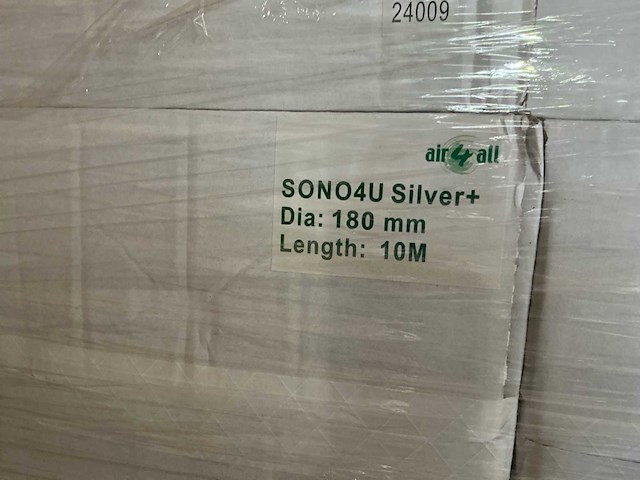 24009
air4all
SONO4U Silver+
Dia: 180 mm
Length: 10M